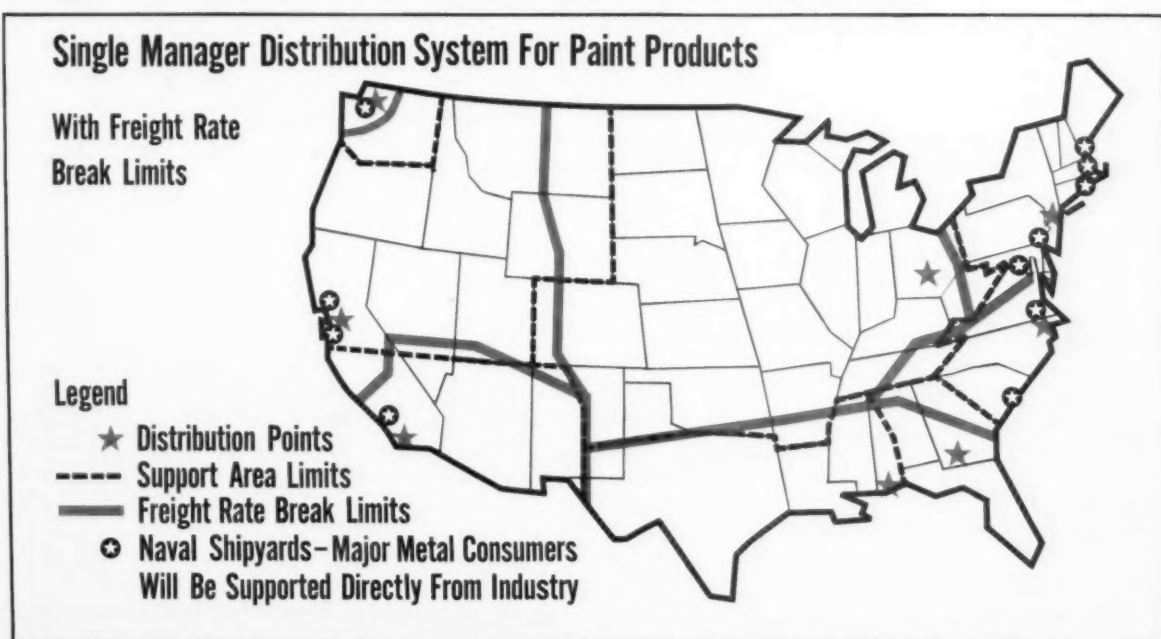 Single Manager Distribution System For Paint Products
With Freight Rate
Break Limits
Legend
Distribution Points
Support Area Limits
Freight Rate Break Limits
Naval Shipyards–Major Metal Consumers
Will Be Supported Directly From Industry